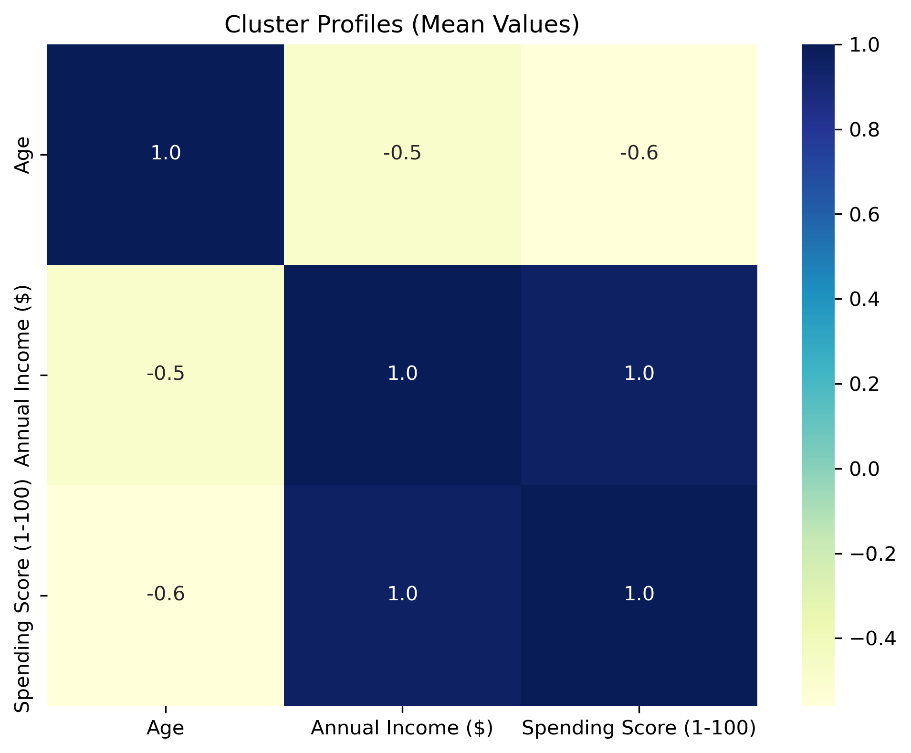 Cluster Profiles (Mean Values)
Age
1.0
-0.5
-0.6
Annual Income ($)
-0.5
1.0
1.0
Spending Score (1-100)
-0.6
1.0
1.0
Age
Annual Income ($)
Spending Score (1-100)
1.0
0.8
0.6
0.4
0.2
0.0
−0.2
−0.4